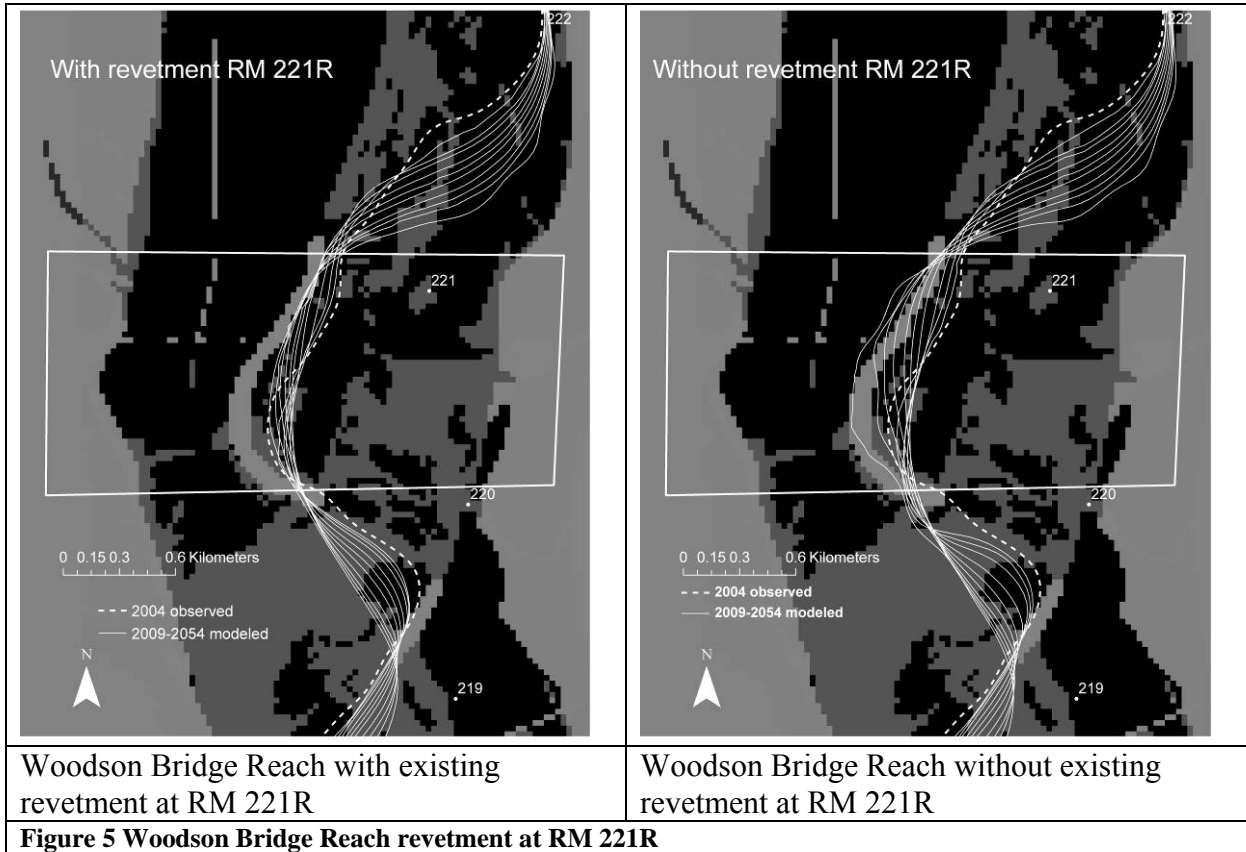 222
With revetment RM 221R
221
220
0 0.15 0.3 0.6 Kilometers
2004 observed
2009-2054 modeled
N
219
222
Without revetment RM 221R
221
220
0 0.15 0.3 0.6 Kilometers
2004 observed
2009-2054 modeled
N
219
Woodson Bridge Reach with existing
revetment at RM 221R
Woodson Bridge Reach without existing
revetment at RM 221R
Figure 5 Woodson Bridge Reach revetment at RM 221R